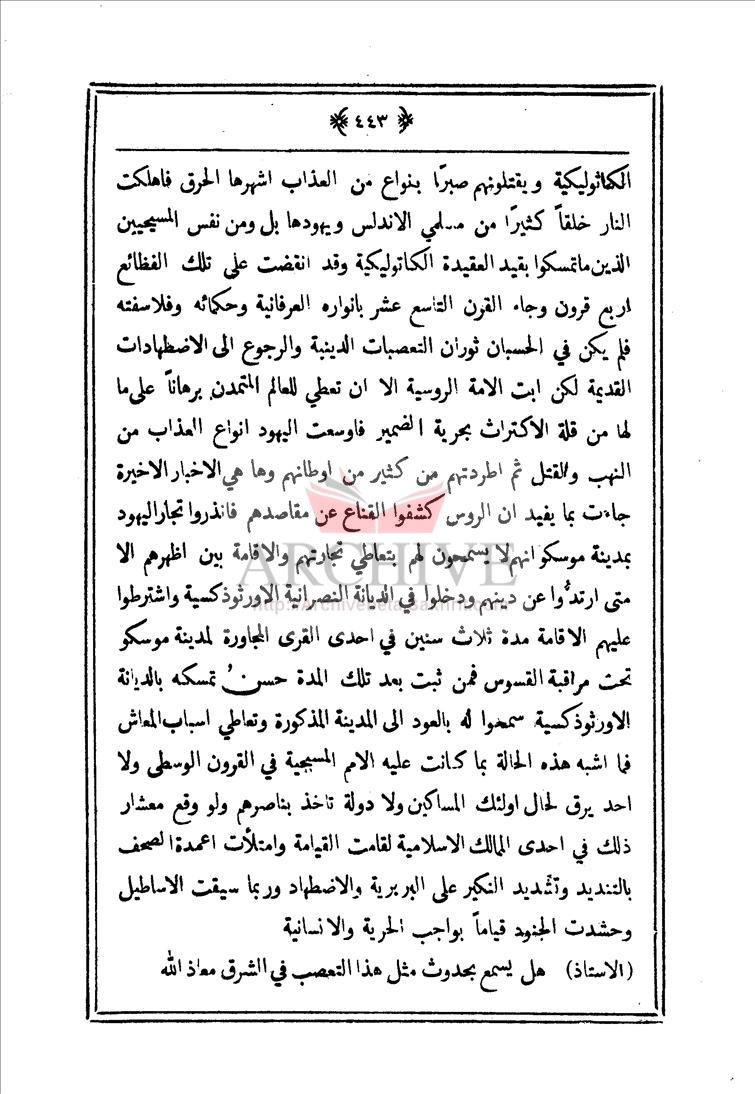 ﴿ ٤٤٣ ﴾
الكاثوليكية ويقتلونهم صبرًا بنواع من العذاب اشهرها الحرق فاهلكت
النار خلقاً كثيرًا من مسلمي الاندلس ويهودها بل ومن نفس المسيحيين
الذين ماتمسكوا بقيد العقيدة الكاتوليكية وقد انقضت على تلك الفظائع
اربع قرون وجاء القرن التاسع عشر بانواره العرفانية وحكمائه وفلاسفته
فلم يكن في الحسبان ثوران التعصبات الدينية والرجوع الى الاضطهادات
القديمة لكن ابت الامة الروسية الا ان تعطي للعالم المتمدن برهاناً على ما
لها من قلة الاكتراث بحرية الضمير فاوسعت اليهود انواع العذاب من
النهب والقتل ثم اطردتهم من كثير من اوطانهم وها هي الاخبار الاخيرة
جاءت بما يفيد ان الروس كشفوا القناع عن مقاصدهم فانذروا تجار اليهود
بمدينة موسكو انهم لا يسمحون لهم بتعاطي تجارتهم والاقامة بين اظهرهم الا
متى ارتدُّوا عن دينهم ودخلوا في الديانة النصرانية الاورثوذكسية واشترطوا
عليهم الاقامة مدة ثلاث سنين في احدى القرى المجاورة لمدينة موسكو
تحت مراقبة القسوس فمن ثبت بعد تلك المدة حسنُ تمسكه بالديانة
الاورثوذكسية سمحوا له بالعود الى المدينة المذكورة وتعاطي اسباب المعاش
فما اشبه هذه الحالة بما كانت عليه الامم المسيحية في القرون الوسطى ولا
احد يرق لحال اولئك المساكين ولا دولة تاخذ بناصرهم ولو وقع معشار
ذلك في احدى الممالك الاسلامية لقامت القيامة وامتلأت اعمدة الصحف
بالتنديد وتشديد النكير على البربرية والاضطهاد وربما سيقت الاساطيل
وحشدت الجنود قياماً بواجب الحرية والانسانية
(الاستاذ) هل يسمع بحدوث مثل هذا التعصب في الشرق معاذ الله
ARCHIVE